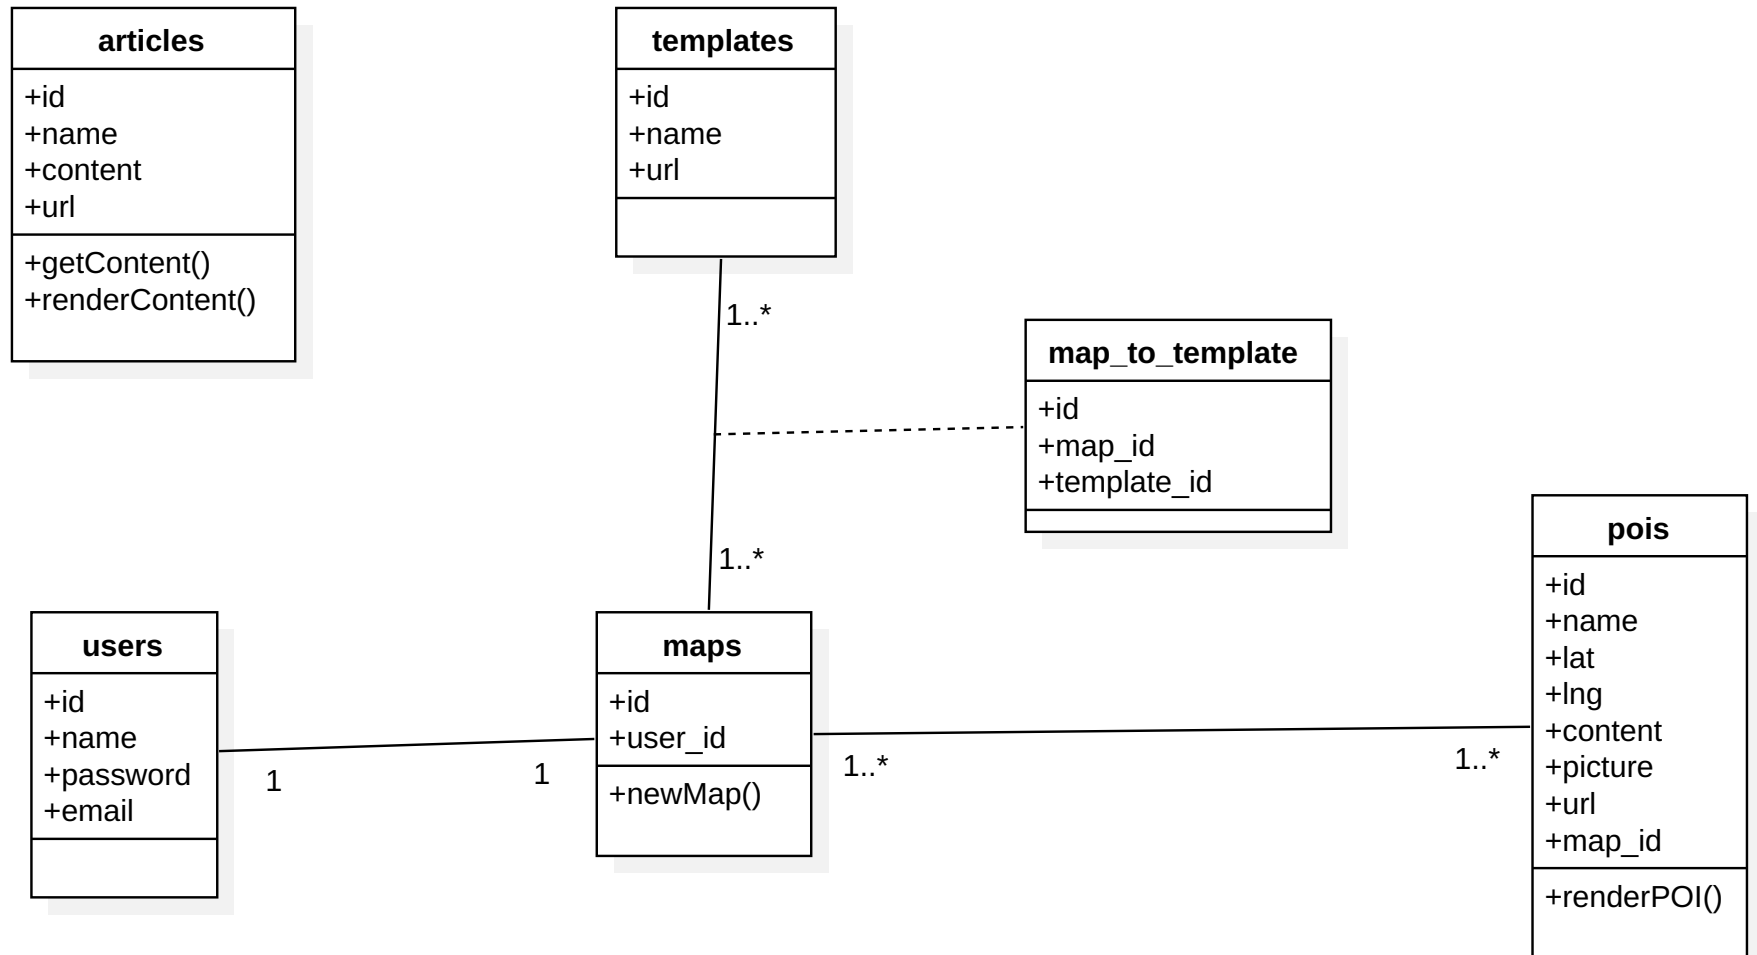 articles
+id
+name
+content
+url
+getContent()
+renderContent()
templates
+id
+name
+url
1..*
map_to_template
+id
+map_id
+template_id
1..*
users
+id
+name
+password
+email
1
1
maps
+id
+user_id
+newMap()
1..*
1..*
pois
+id
+name
+lat
+lng
+content
+picture
+url
+map_id
+renderPOI()